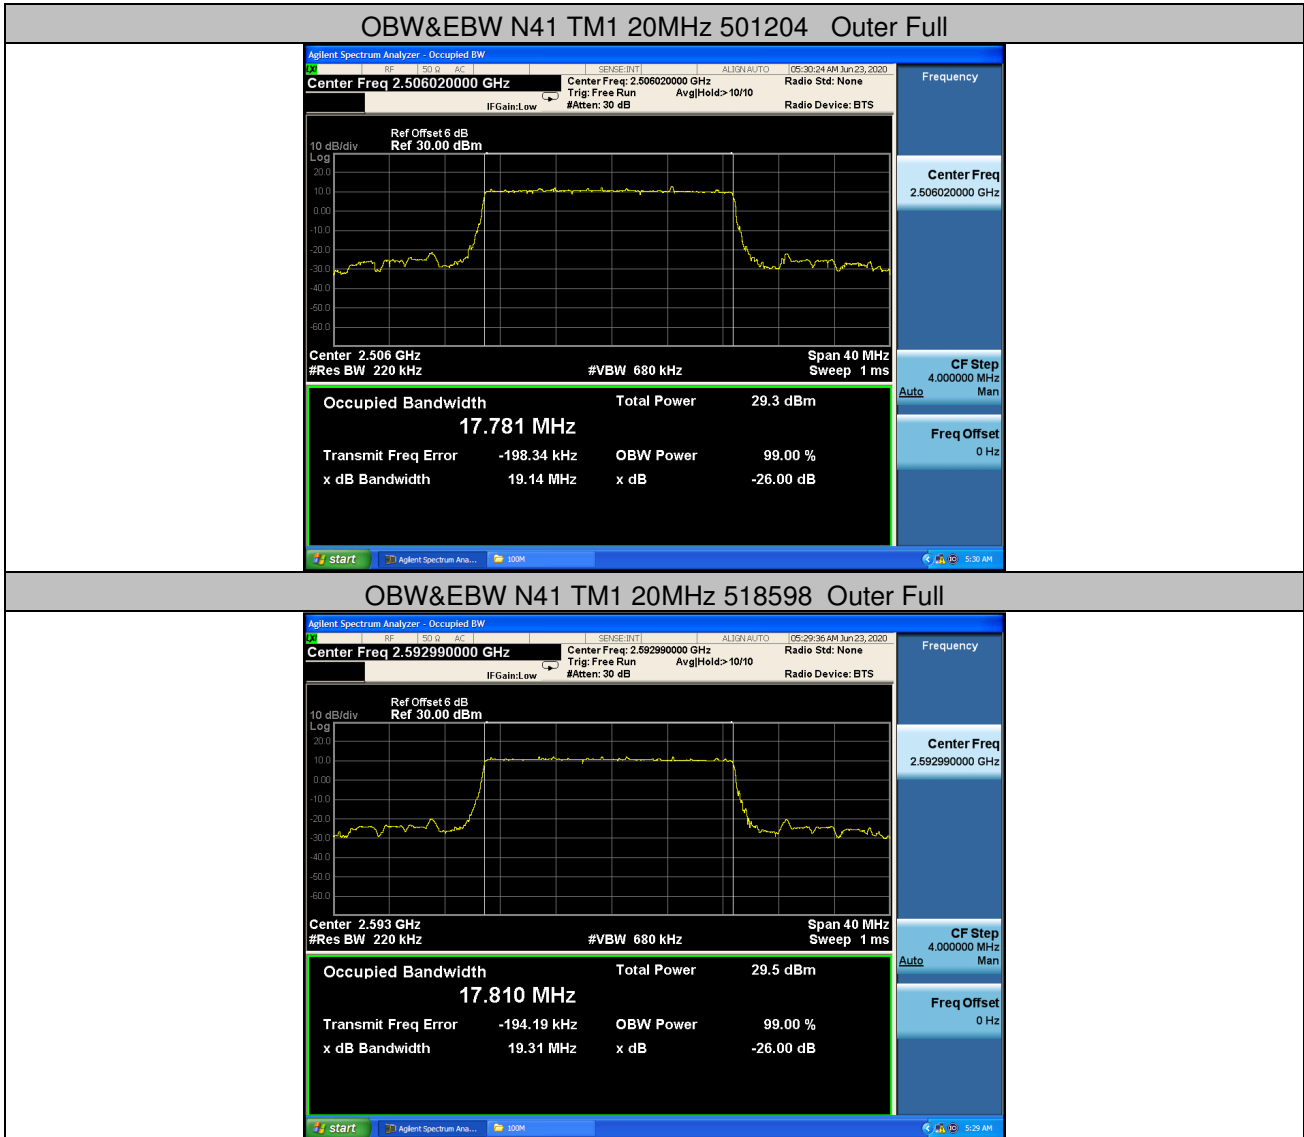 OBW&EBW N41 TM1 20MHz 501204 Outer Full
Agilent Spectrum Analyzer - Occupied BW
RF 50 Ω AC SENSE:INT ALIGN AUTO 05:30:24 AM Jun 23, 2020
Center Freq 2.506020000 GHz
Center Freq: 2.506020000 GHz Radio Std: None
Trig: Free Run Avg|Hold:> 10/10
IFGain:Low #Atten: 30 dB Radio Device: BTS
Frequency
Ref Offset 6 dB
10 dB/div Ref 30.00 dBm
Log
20.0
10.0
0.00
-10.0
-20.0
-30.0
-40.0
-50.0
-60.0
Center 2.506 GHz Span 40 MHz
#Res BW 220 kHz #VBW 680 kHz Sweep 1 ms
Center Freq
2.506020000 GHz
CF Step
4.000000 MHz
Auto Man
Freq Offset
0 Hz
Occupied Bandwidth Total Power 29.3 dBm
17.781 MHz
Transmit Freq Error -198.34 kHz OBW Power 99.00 %
x dB Bandwidth 19.14 MHz x dB -26.00 dB
start Agilent Spectrum Ana... 100M 5:30 AM
OBW&EBW N41 TM1 20MHz 518598 Outer Full
Agilent Spectrum Analyzer - Occupied BW
RF 50 Ω AC SENSE:INT ALIGN AUTO 05:29:36 AM Jun 23, 2020
Center Freq 2.592990000 GHz
Center Freq: 2.592990000 GHz Radio Std: None
Trig: Free Run Avg|Hold:> 10/10
IFGain:Low #Atten: 30 dB Radio Device: BTS
Frequency
Ref Offset 6 dB
10 dB/div Ref 30.00 dBm
Log
20.0
10.0
0.00
-10.0
-20.0
-30.0
-40.0
-50.0
-60.0
Center 2.593 GHz Span 40 MHz
#Res BW 220 kHz #VBW 680 kHz Sweep 1 ms
Center Freq
2.592990000 GHz
CF Step
4.000000 MHz
Auto Man
Freq Offset
0 Hz
Occupied Bandwidth Total Power 29.5 dBm
17.810 MHz
Transmit Freq Error -194.19 kHz OBW Power 99.00 %
x dB Bandwidth 19.31 MHz x dB -26.00 dB
start Agilent Spectrum Ana... 100M 5:29 AM